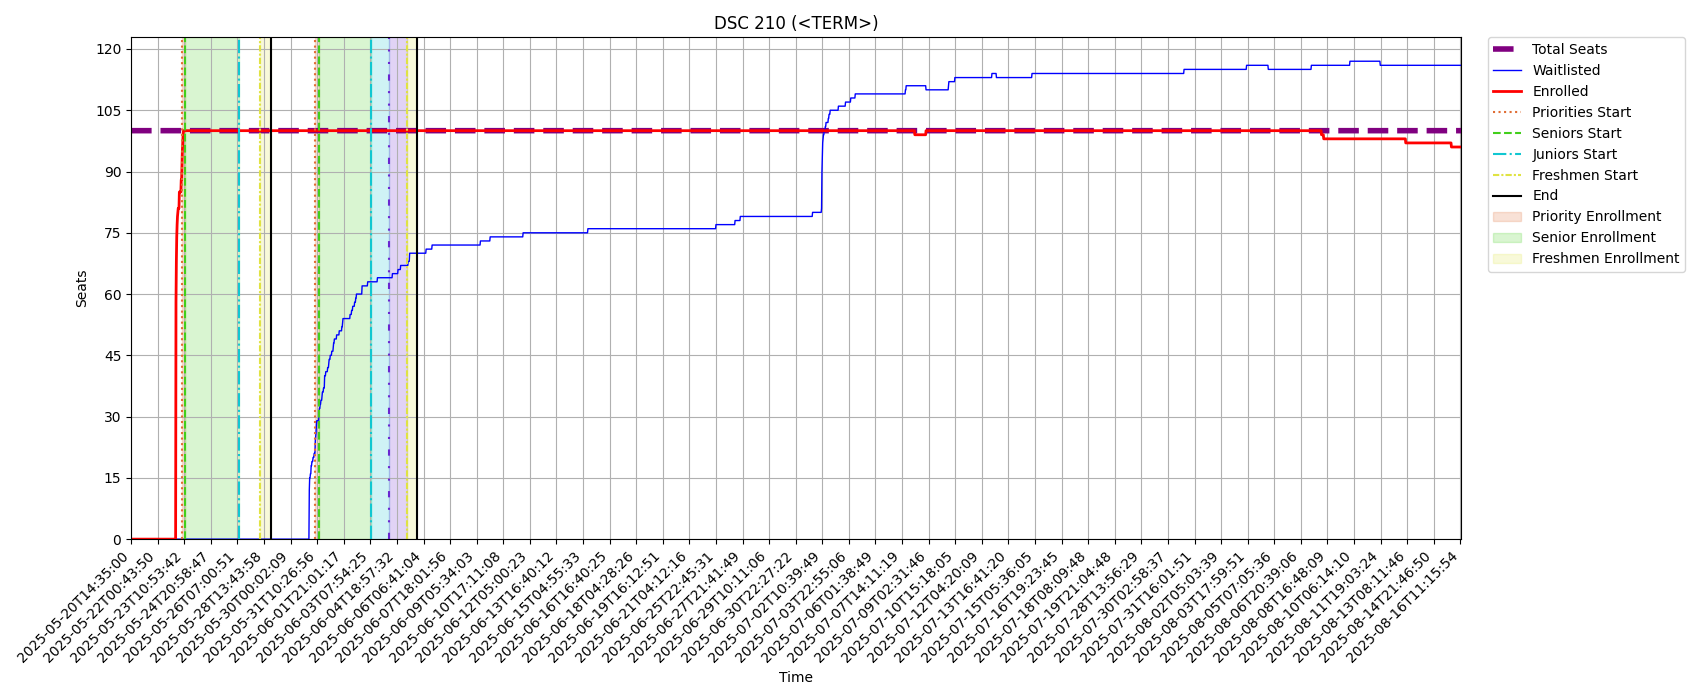 DSC 210 (<TERM>)
120
105
90
75
60
45
30
15
0
Seats
2025-05-20T14:35:00
2025-05-22T00:43:50
2025-05-23T10:53:42
2025-05-24T20:58:47
2025-05-26T07:00:51
2025-05-28T13:43:58
2025-05-30T00:02:09
2025-05-31T10:26:56
2025-06-01T21:01:17
2025-06-03T07:54:25
2025-06-04T18:57:32
2025-06-06T06:41:04
2025-06-07T18:01:56
2025-06-09T05:34:03
2025-06-10T17:11:08
2025-06-12T05:00:23
2025-06-13T16:40:12
2025-06-15T04:55:33
2025-06-16T16:40:25
2025-06-18T04:28:26
2025-06-19T16:12:51
2025-06-21T04:12:16
2025-06-25T22:45:31
2025-06-27T21:41:49
2025-06-29T10:11:06
2025-06-30T22:27:22
2025-07-02T10:39:49
2025-07-03T22:55:06
2025-07-06T01:38:49
2025-07-07T14:11:19
2025-07-09T02:31:46
2025-07-10T15:18:05
2025-07-12T04:20:09
2025-07-13T16:41:20
2025-07-15T05:36:05
2025-07-16T19:23:45
2025-07-18T08:09:48
2025-07-19T21:04:48
2025-07-28T13:56:29
2025-07-30T02:58:37
2025-07-31T16:01:51
2025-08-02T05:03:39
2025-08-03T17:59:51
2025-08-05T07:05:36
2025-08-06T20:39:06
2025-08-08T16:48:09
2025-08-10T06:14:10
2025-08-11T19:03:24
2025-08-13T08:11:46
2025-08-14T21:46:50
2025-08-16T11:15:54
Time
Total Seats
Waitlisted
Enrolled
Priorities Start
Seniors Start
Juniors Start
Freshmen Start
End
Priority Enrollment
Senior Enrollment
Freshmen Enrollment